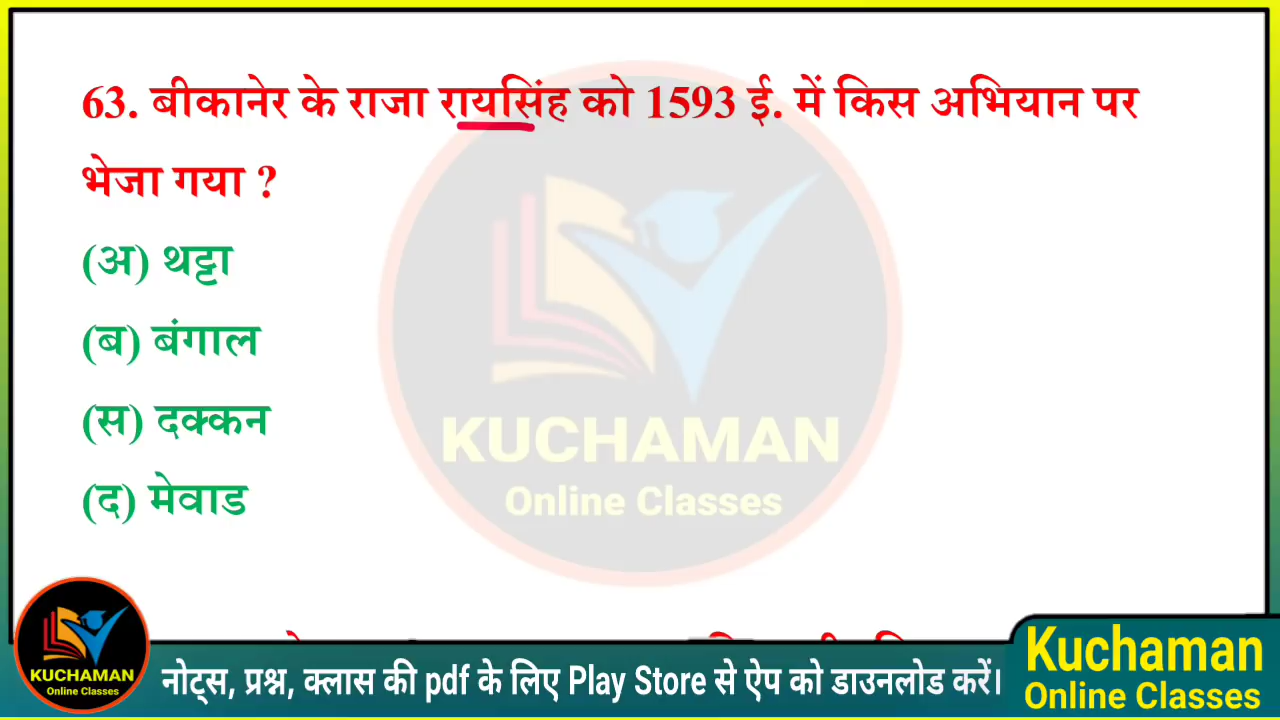 63. बीकानेर के राजा रायसिंह को 1593 ई. में किस अभियान पर
भेजा गया ?
(अ) थट्टा
(ब) बंगाल
(स) दक्कन
(द) मेवाड
KUCHAMAN
Online Classes
KUCHAMAN
Online Classes
नोट्स, प्रश्न, क्लास की pdf के लिए Play Store से ऐप को डाउनलोड करें।
Kuchaman
Online Classes